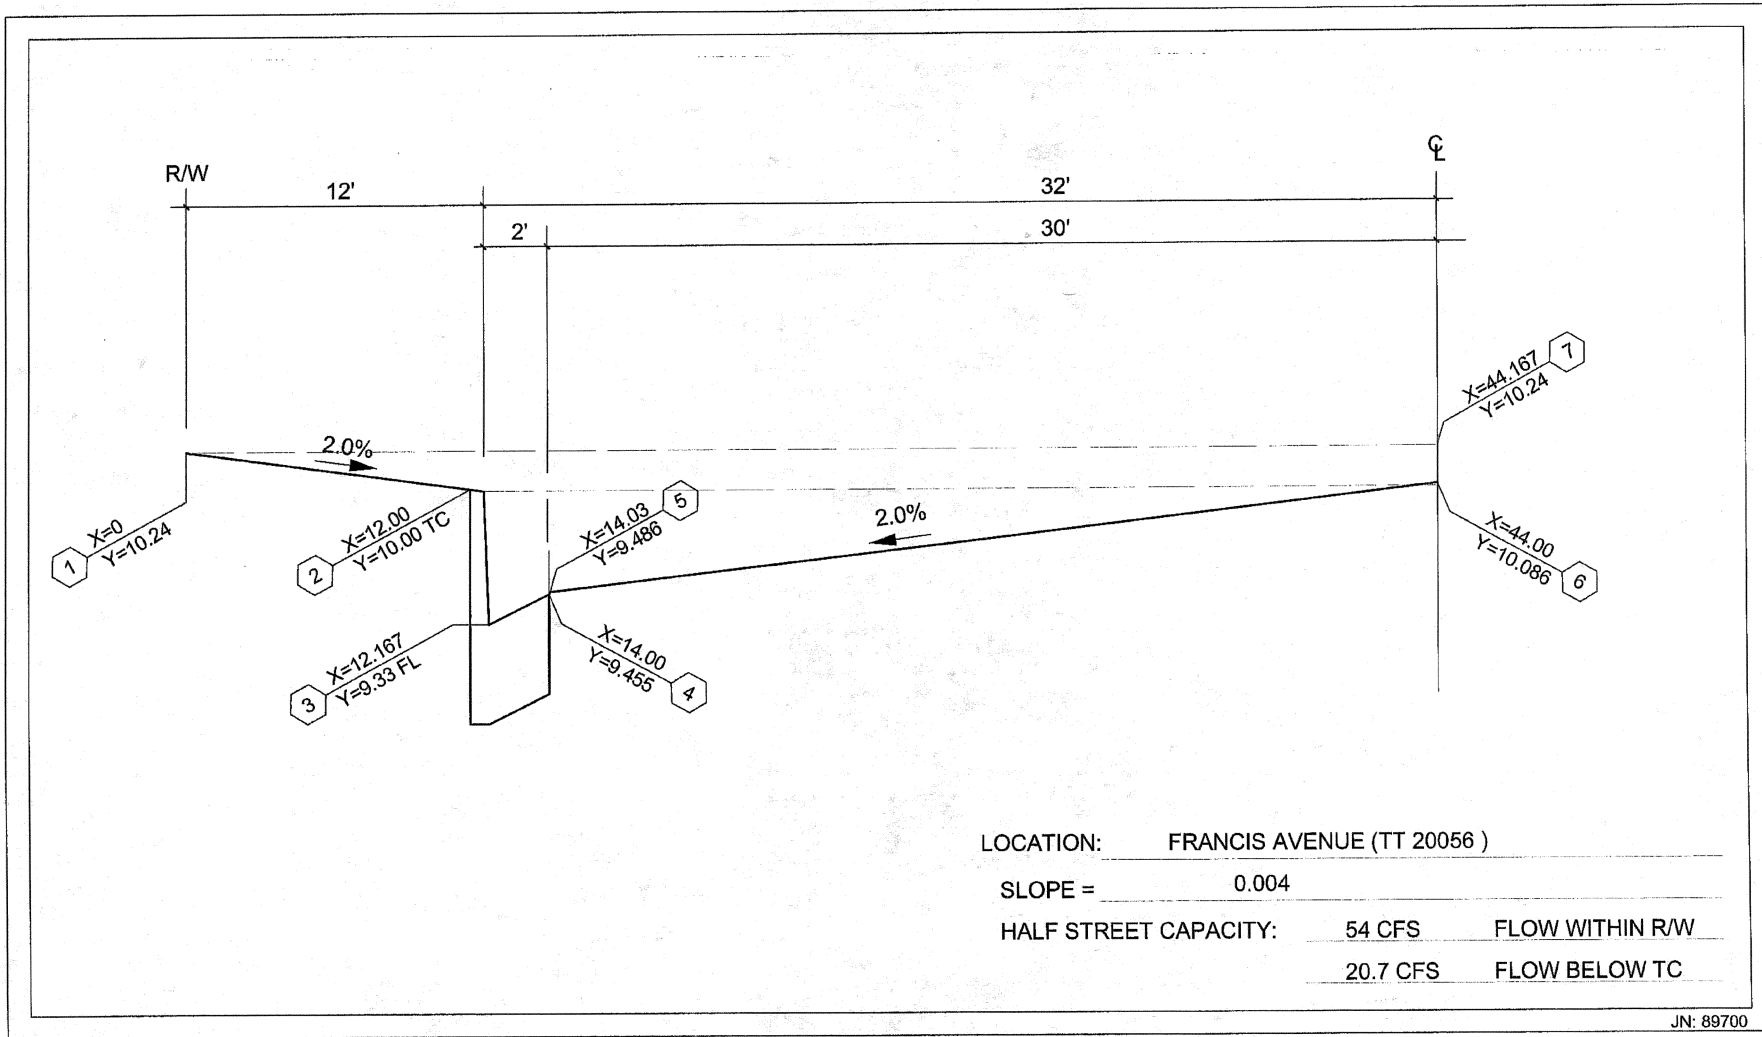 ℄
R/W
12'
32'
2'
30'
X=44.167
Y=10.24
7
2.0%
X=0
Y=10.24
1
X=12.00
Y=10.00 TC
2
X=14.03
Y=9.486
5
2.0%
X=44.00
Y=10.086
6
X=12.167
Y=9.33 FL
3
X=14.00
Y=9.455
4
LOCATION: FRANCIS AVENUE (TT 20056 )
SLOPE = 0.004
HALF STREET CAPACITY: 54 CFS FLOW WITHIN R/W
20.7 CFS FLOW BELOW TC
JN: 89700